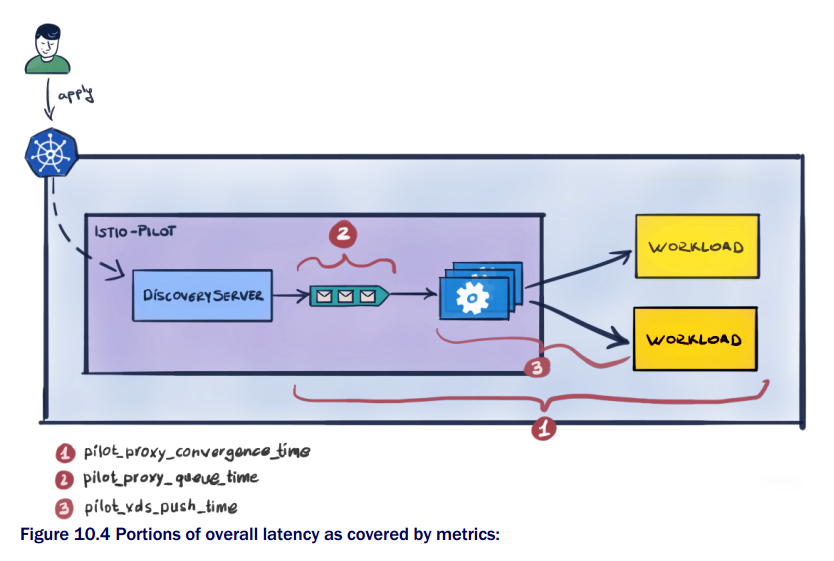 apply
ISTIO-PILOT
2
DISCOVERYSERVER
WORKLOAD
WORKLOAD
3
1
1 pilot_proxy_convergence_time
2 pilot_proxy_queue_time
3 pilot_xds_push_time
Figure 10.4 Portions of overall latency as covered by metrics: